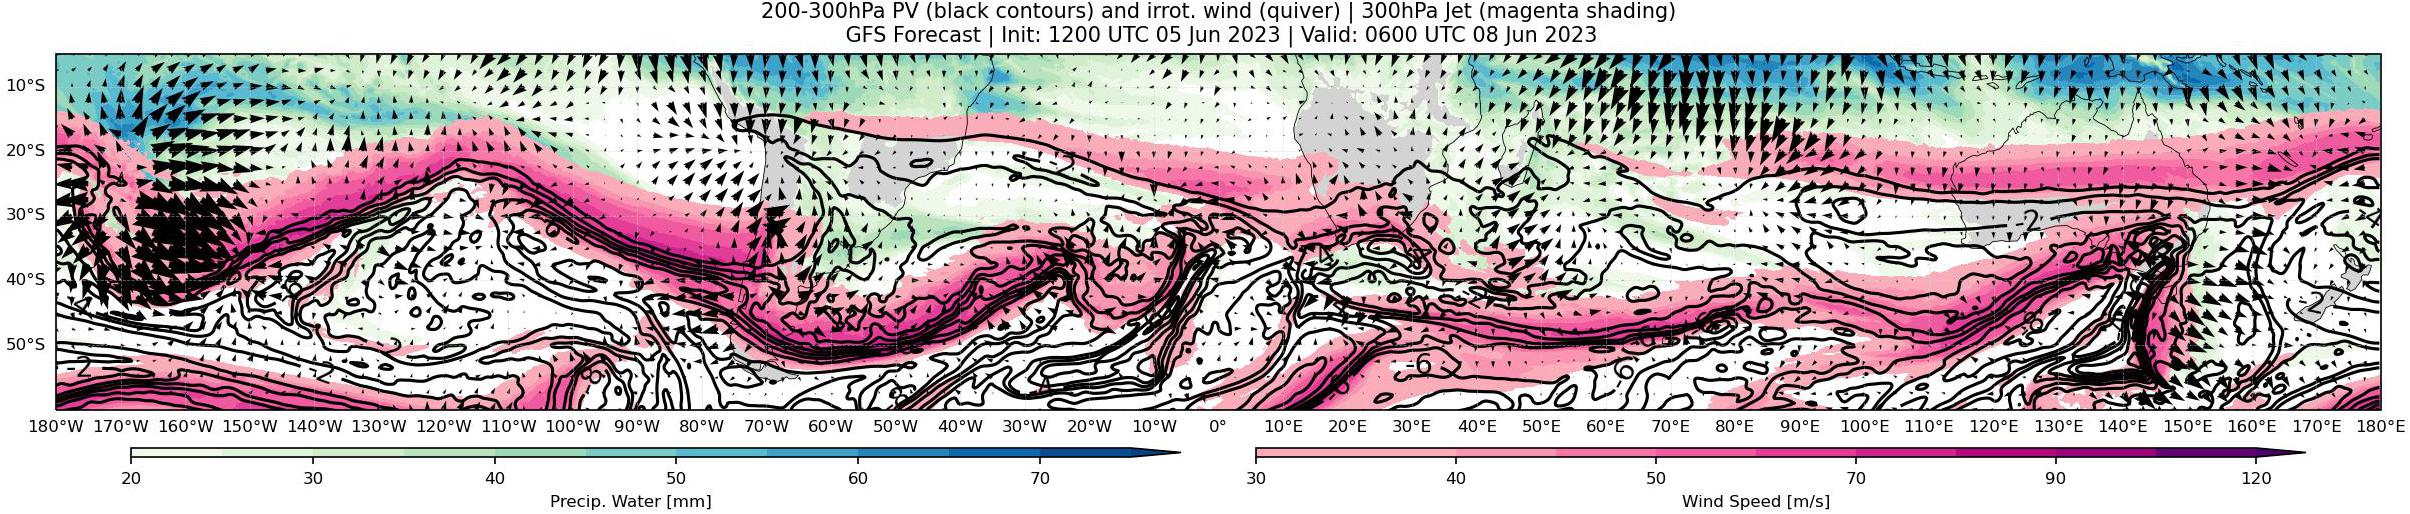 200-300hPa PV (black contours) and irrot. wind (quiver) | 300hPa Jet (magenta shading)
GFS Forecast | Init: 1200 UTC 05 Jun 2023 | Valid: 0600 UTC 08 Jun 2023
10°S
20°S
30°S
40°S
50°S
-2
-2
-6
180°W 170°W 160°W 150°W 140°W 130°W 120°W 110°W 100°W 90°W 80°W 70°W 60°W 50°W 40°W 30°W 20°W 10°W 0° 10°E 20°E 30°E 40°E 50°E 60°E 70°E 80°E 90°E 100°E 110°E 120°E 130°E 140°E 150°E 160°E 170°E 180°E
20 30 40 50 60 70
Precip. Water [mm]
30 40 50 70 90 120
Wind Speed [m/s]